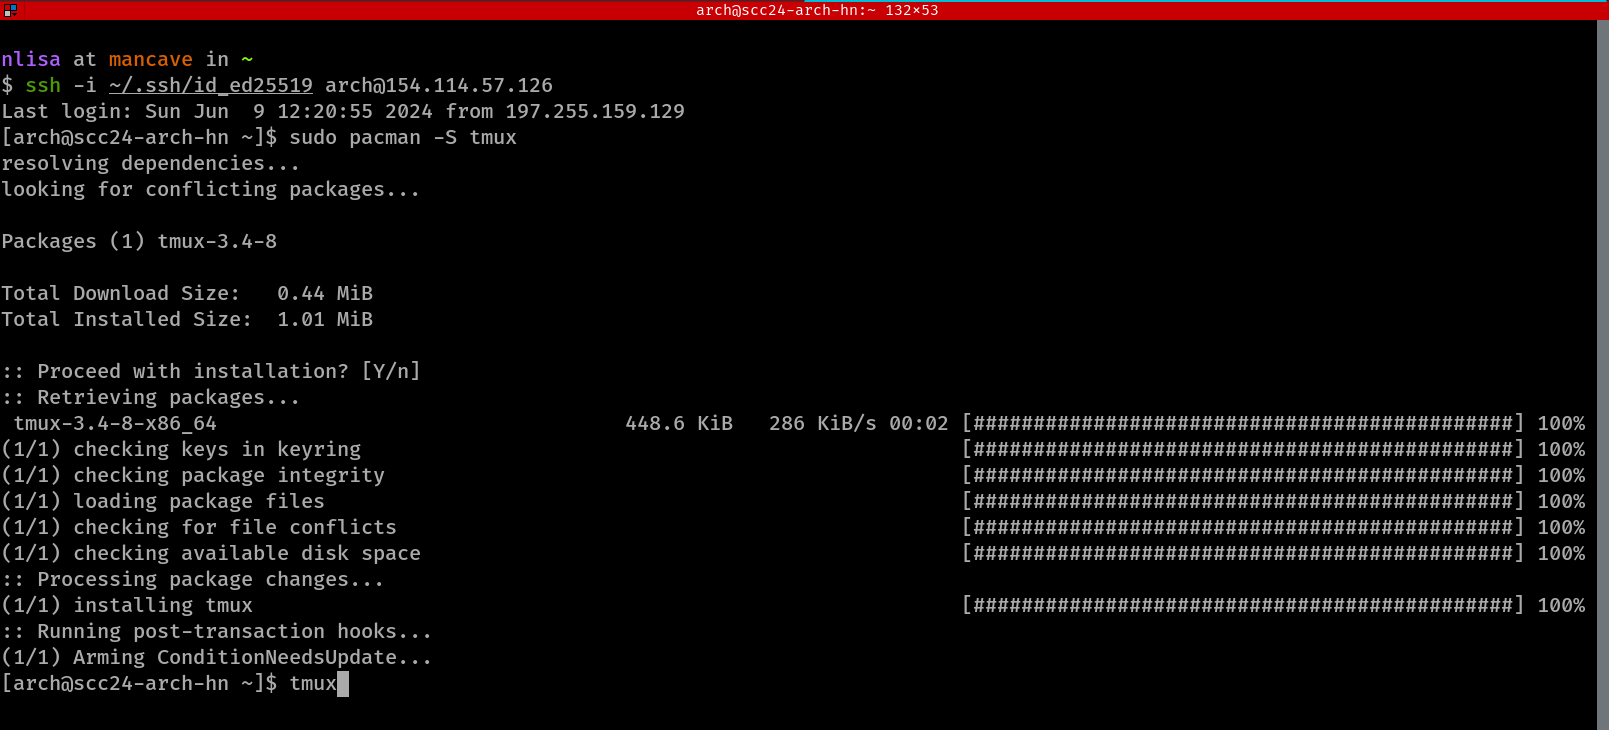 arch@scc24-arch-hn:~ 132×53
nlisa at mancave in ~
$ ssh -i ~/.ssh/id_ed25519 arch@154.114.57.126
Last login: Sun Jun  9 12:20:55 2024 from 197.255.159.129
[arch@scc24-arch-hn ~]$ sudo pacman -S tmux
resolving dependencies...
looking for conflicting packages...
Packages (1) tmux-3.4-8
Total Download Size:   0.44 MiB
Total Installed Size:  1.01 MiB
:: Proceed with installation? [Y/n]
:: Retrieving packages...
 tmux-3.4-8-x86_64                                  448.6 KiB   286 KiB/s 00:02 [#############################################] 100%
(1/1) checking keys in keyring                                                  [#############################################] 100%
(1/1) checking package integrity                                                [#############################################] 100%
(1/1) loading package files                                                     [#############################################] 100%
(1/1) checking for file conflicts                                               [#############################################] 100%
(1/1) checking available disk space                                             [#############################################] 100%
:: Processing package changes...
(1/1) installing tmux                                                           [#############################################] 100%
:: Running post-transaction hooks...
(1/1) Arming ConditionNeedsUpdate...
[arch@scc24-arch-hn ~]$ tmux